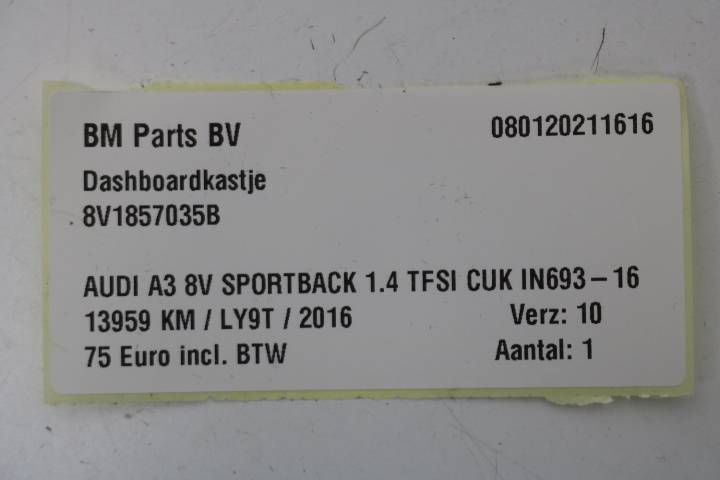 BM Parts BV 080120211616
Dashboardkastje
8V1857035B
AUDI A3 8V SPORTBACK 1.4 TFSI CUK IN693-16
13959 KM / LY9T / 2016 Verz: 10
75 Euro incl. BTW Aantal: 1